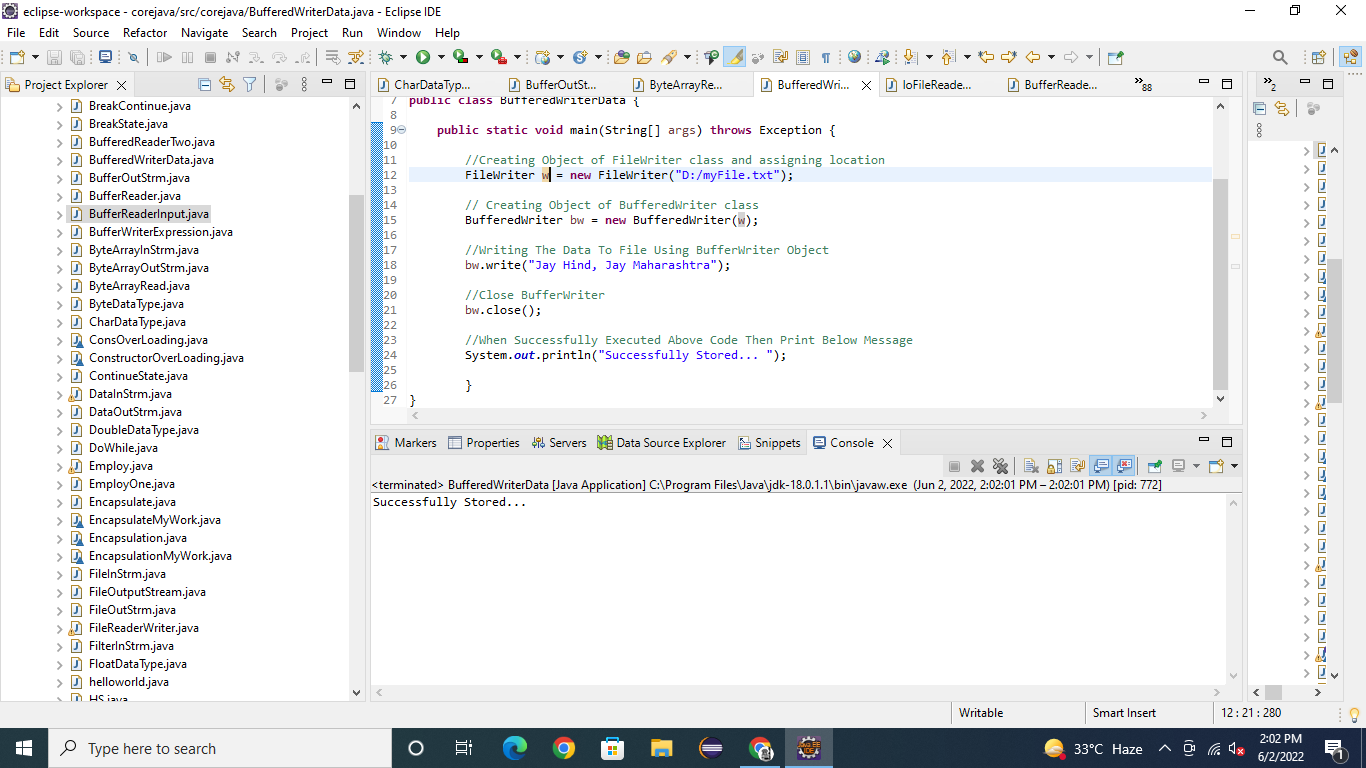 eclipse-workspace - corejava/src/corejava/BufferedWriterData.java - Eclipse IDE
File Edit Source Refactor Navigate Search Project Run Window Help
Project Explorer
BreakContinue.java
BreakState.java
BufferedReaderTwo.java
BufferedWriterData.java
BufferOutStrm.java
BufferReader.java
BufferReaderInput.java
BufferWriterExpression.java
ByteArrayInStrm.java
ByteArrayOutStrm.java
ByteArrayRead.java
ByteDataType.java
CharDataType.java
ConsOverLoading.java
ConstructorOverLoading.java
ContinueState.java
DataInStrm.java
DataOutStrm.java
DoubleDataType.java
DoWhile.java
Employ.java
EmployOne.java
Encapsulate.java
EncapsulateMyWork.java
Encapsulation.java
EncapsulationMyWork.java
FileInStrm.java
FileOutputStream.java
FileOutStrm.java
FileReaderWriter.java
FilterInStrm.java
FloatDataType.java
helloworld.java
HS.java
CharDataTyp... BufferOutSt... ByteArrayRe... BufferedWri... IoFileReade... BufferReade... 88
2
7 public class BufferedWriterData {
8
9 public static void main(String[] args) throws Exception {
10
11 //Creating Object of FileWriter class and assigning location
12 FileWriter w = new FileWriter("D:/myFile.txt");
13
14 // Creating Object of BufferedWriter class
15 BufferedWriter bw = new BufferedWriter(w);
16
17 //Writing The Data To File Using BufferWriter Object
18 bw.write("Jay Hind, Jay Maharashtra");
19
20 //Close BufferWriter
21 bw.close();
22
23 //When Successfully Executed Above Code Then Print Below Message
24 System.out.println("Successfully Stored... ");
25
26 }
27 }
Markers Properties Servers Data Source Explorer Snippets Console
<terminated> BufferedWriterData [Java Application] C:\Program Files\Java\jdk-18.0.1.1\bin\javaw.exe (Jun 2, 2022, 2:02:01 PM – 2:02:01 PM) [pid: 772]
Successfully Stored...
Writable Smart Insert 12 : 21 : 280
Type here to search
33°C Haze
2:02 PM
6/2/2022
1